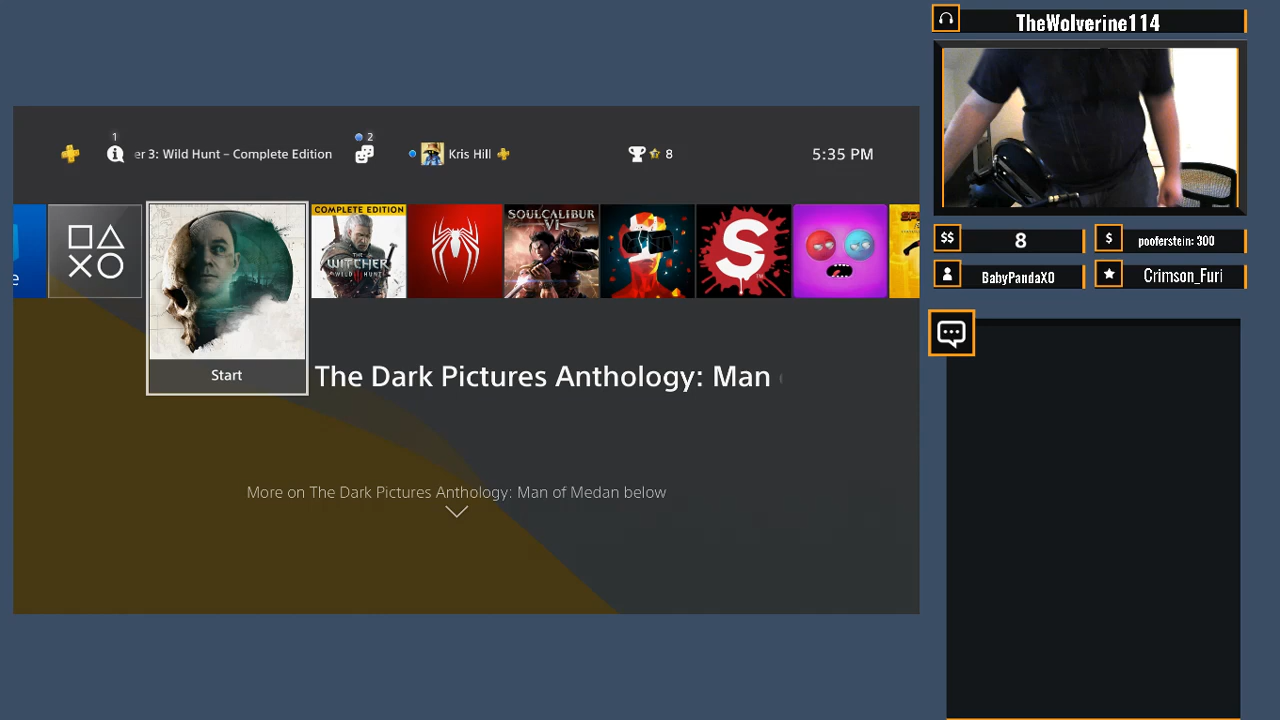 TheWolverine114
1
er 3: Wild Hunt – Complete Edition
2
Kris Hill
8
5:35 PM
e
COMPLETE EDITION
THE WITCHER
WILD HUNT
SOULCALIBUR
VI
S
Start
The Dark Pictures Anthology: Man
More on The Dark Pictures Anthology: Man of Medan below
$$
8
$
pooferstein: 300
BabyPandaXO
Crimson_Furi